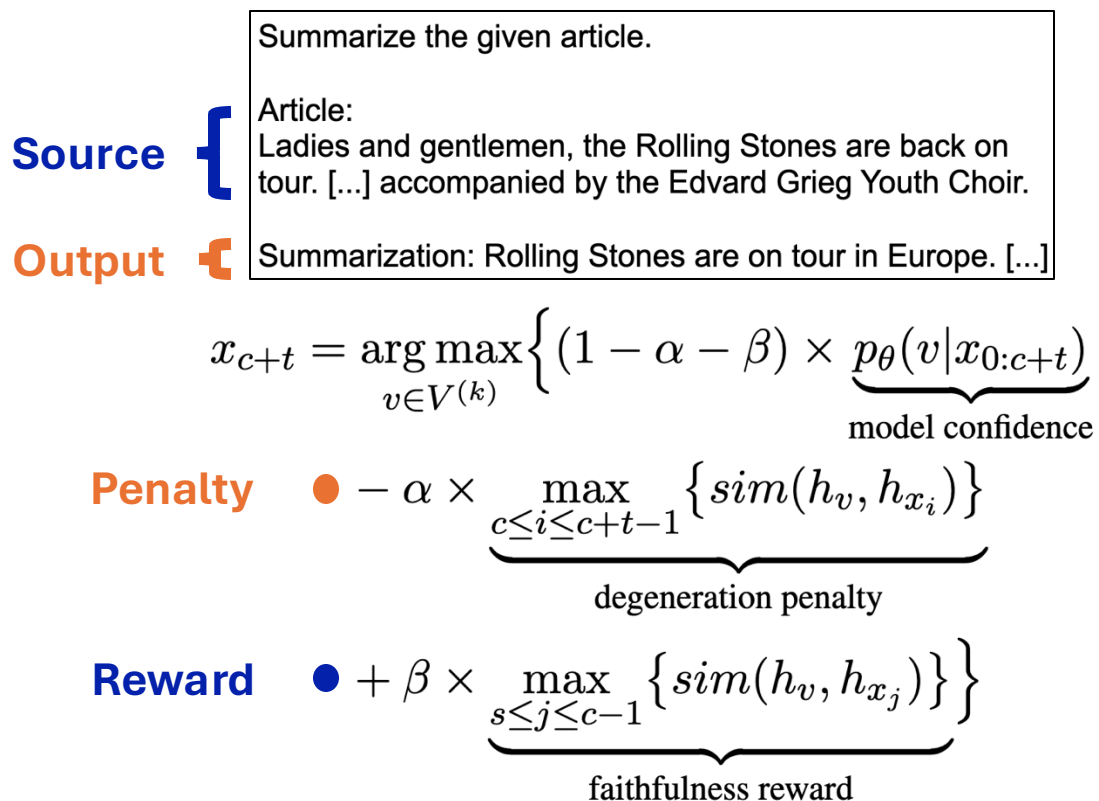 Summarize the given article.
Article:
Source
Ladies and gentlemen, the Rolling Stones are back on
tour. [...] accompanied by the Edvard Grieg Youth Choir.
Output
Summarization: Rolling Stones are on tour in Europe. [...]
x_{c+t} = arg max_{v∈V^{(k)}} { (1 − α − β) × p_θ(v|x_{0:c+t})
model confidence
Penalty • − α × max_{c≤i≤c+t−1} {sim(h_v, h_{x_i})}
degeneration penalty
Reward • + β × max_{s≤j≤c−1} {sim(h_v, h_{x_j})} }
faithfulness reward